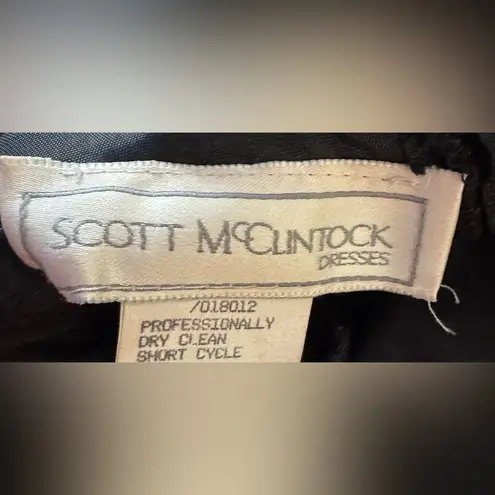 SCOTT McCLINTOCK
DRESSES
/018012
PROFESSIONALLY
DRY CLEAN
SHORT CYCLE